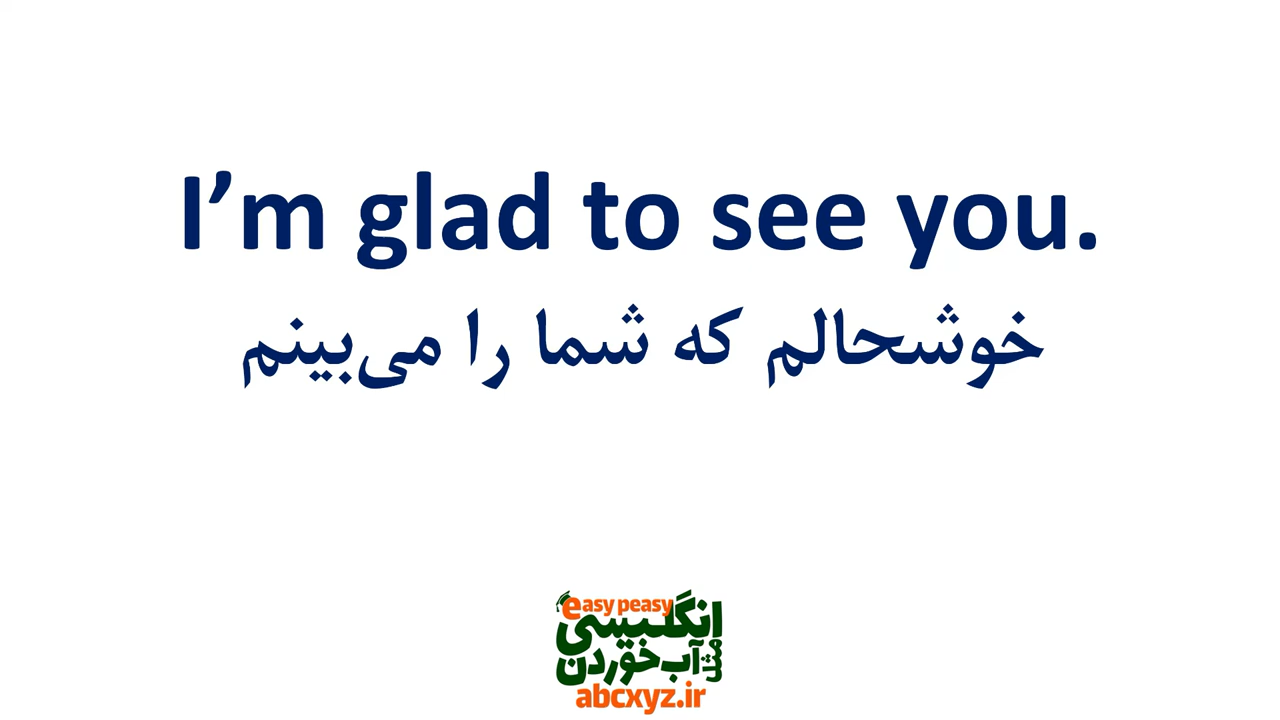 I’m glad to see you.
خوشحالم که شما را می‌بینم
easy peasy
انگلیسی
مثل آب خوردن
abcxyz.ir